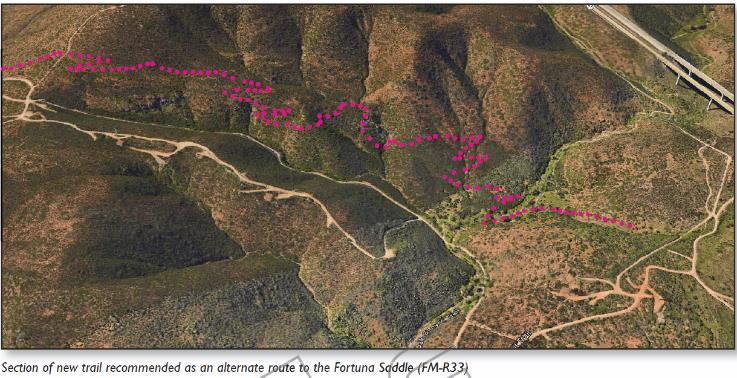 Section of new trail recommended as an alternate route to the Fortuna Saddle (FM-R33)